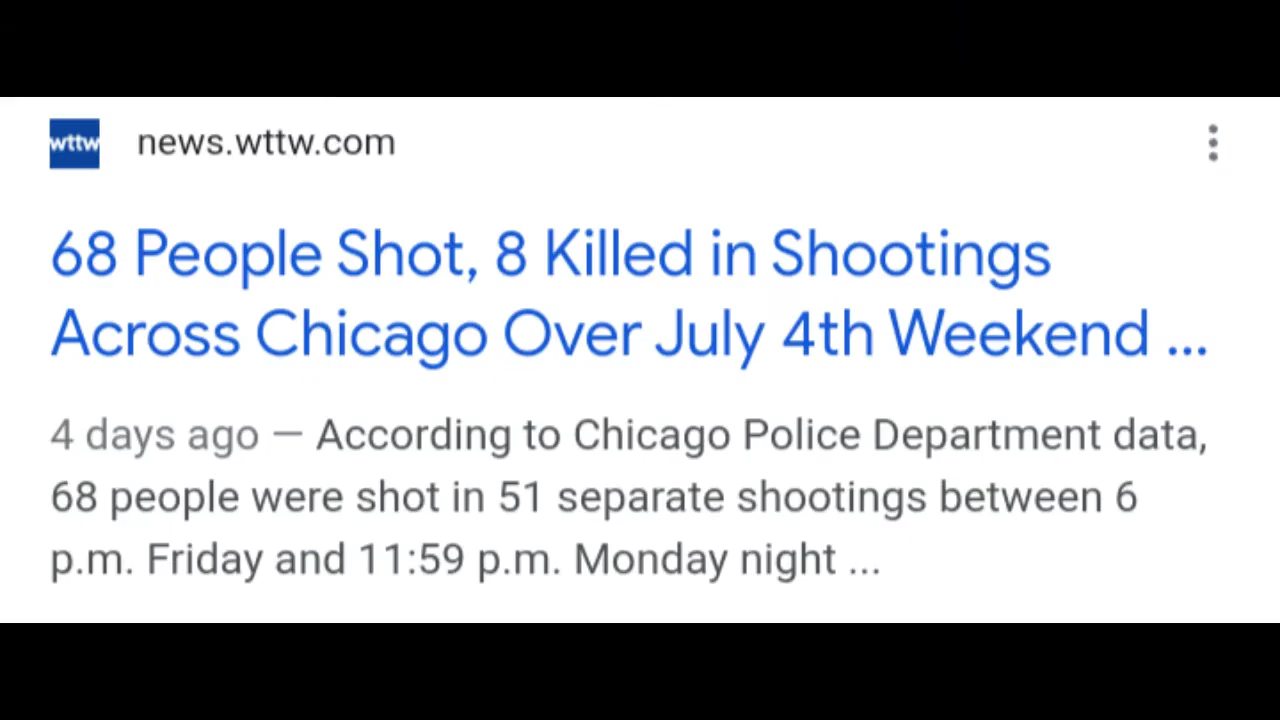 wttw
news.wttw.com
68 People Shot, 8 Killed in Shootings
Across Chicago Over July 4th Weekend ...
4 days ago — According to Chicago Police Department data,
68 people were shot in 51 separate shootings between 6
p.m. Friday and 11:59 p.m. Monday night ...